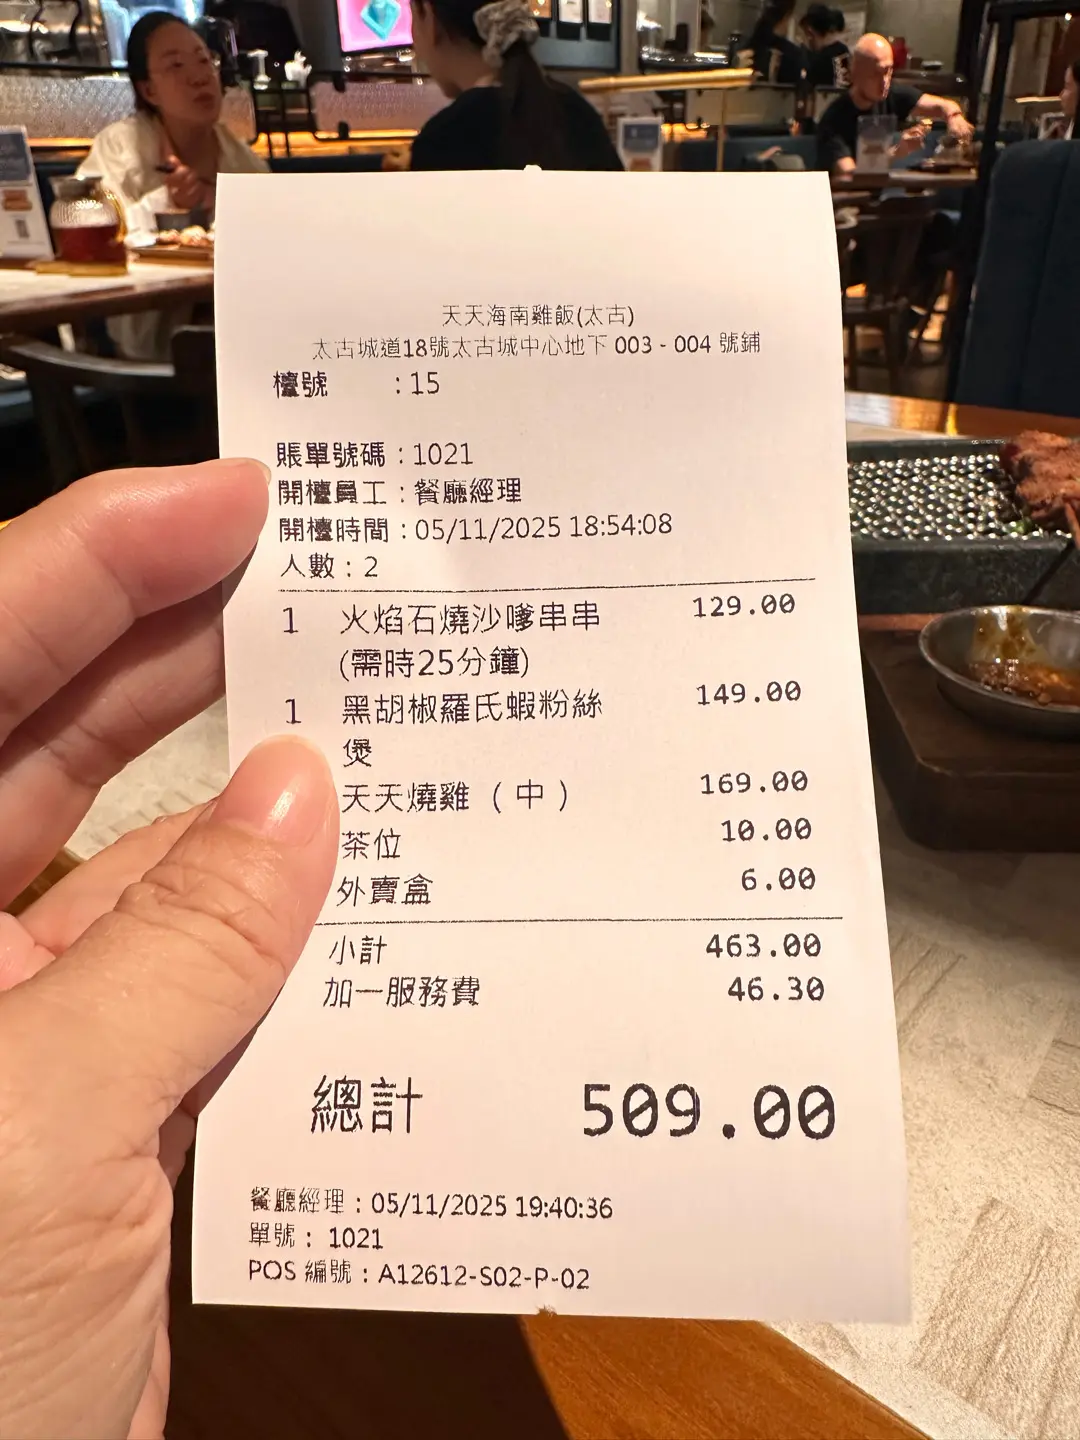 天天海南雞飯(太古)
太古城道18號太古城中心地下 003 - 004 號鋪
檯號 : 15
賬單號碼 : 1021
開檯員工 : 餐廳經理
開檯時間 : 05/11/2025 18:54:08
人數 : 2
1 火焰石燒沙嗲串串 129.00
(需時25分鐘)
1 黑胡椒羅氏蝦粉絲 149.00
煲
天天燒雞 （中） 169.00
茶位 10.00
外賣盒 6.00
小計 463.00
加一服務費 46.30
總計 509.00
餐廳經理 : 05/11/2025 19:40:36
單號 : 1021
POS 編號 : A12612-S02-P-02